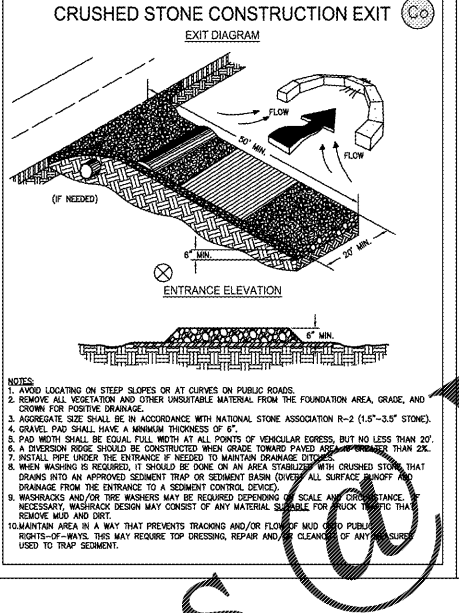 CRUSHED STONE CONSTRUCTION EXIT
Co
EXIT DIAGRAM
FLOW
50' MIN.
FLOW
(IF NEEDED)
6" MIN.
20' MIN.
ENTRANCE ELEVATION
6" MIN.
NOTES:
1. AVOID LOCATING ON STEEP SLOPES OR AT CURVES ON PUBLIC ROADS.
2. REMOVE ALL VEGETATION AND OTHER UNSUITABLE MATERIAL FROM THE FOUNDATION AREA, GRADE, AND
CROWN FOR POSITIVE DRAINAGE.
3. AGGREGATE SIZE SHALL BE IN ACCORDANCE WITH NATIONAL STONE ASSOCIATION R-2 (1.5"-3.5" STONE).
4. GRAVEL PAD SHALL HAVE A MINIMUM THICKNESS OF 6".
5. PAD WIDTH SHALL BE EQUAL FULL WIDTH AT ALL POINTS OF VEHICULAR EGRESS, BUT NO LESS THAN 20'.
6. A DIVERSION RIDGE SHOULD BE CONSTRUCTED WHEN GRADE TOWARD PAVED AREA IS GREATER THAN 2%.
7. INSTALL PIPE UNDER THE ENTRANCE IF NEEDED TO MAINTAIN DRAINAGE DITCHES.
8. WHEN WASHING IS REQUIRED, IT SHOULD BE DONE ON AN AREA STABILIZED WITH CRUSHED STONE THAT
DRAINS INTO AN APPROVED SEDIMENT TRAP OR SEDIMENT BASIN (DIVERT ALL SURFACE RUNOFF AND
DRAINAGE FROM THE ENTRANCE TO A SEDIMENT CONTROL DEVICE).
9. WASHRACKS AND/OR TIRE WASHERS MAY BE REQUIRED DEPENDING ON SCALE AND CIRCUMSTANCE. IF
NECESSARY, WASHRACK DESIGN MAY CONSIST OF ANY MATERIAL SUITABLE FOR TRUCK TRAFFIC THAT
REMOVE MUD AND DIRT.
10.MAINTAIN AREA IN A WAY THAT PREVENTS TRACKING AND/OR FLOW OF MUD ONTO PUBLIC
RIGHTS-OF-WAYS. THIS MAY REQUIRE TOP DRESSING, REPAIR AND/OR CLEANOUT OF ANY MEASURES
USED TO TRAP SEDIMENT.
@